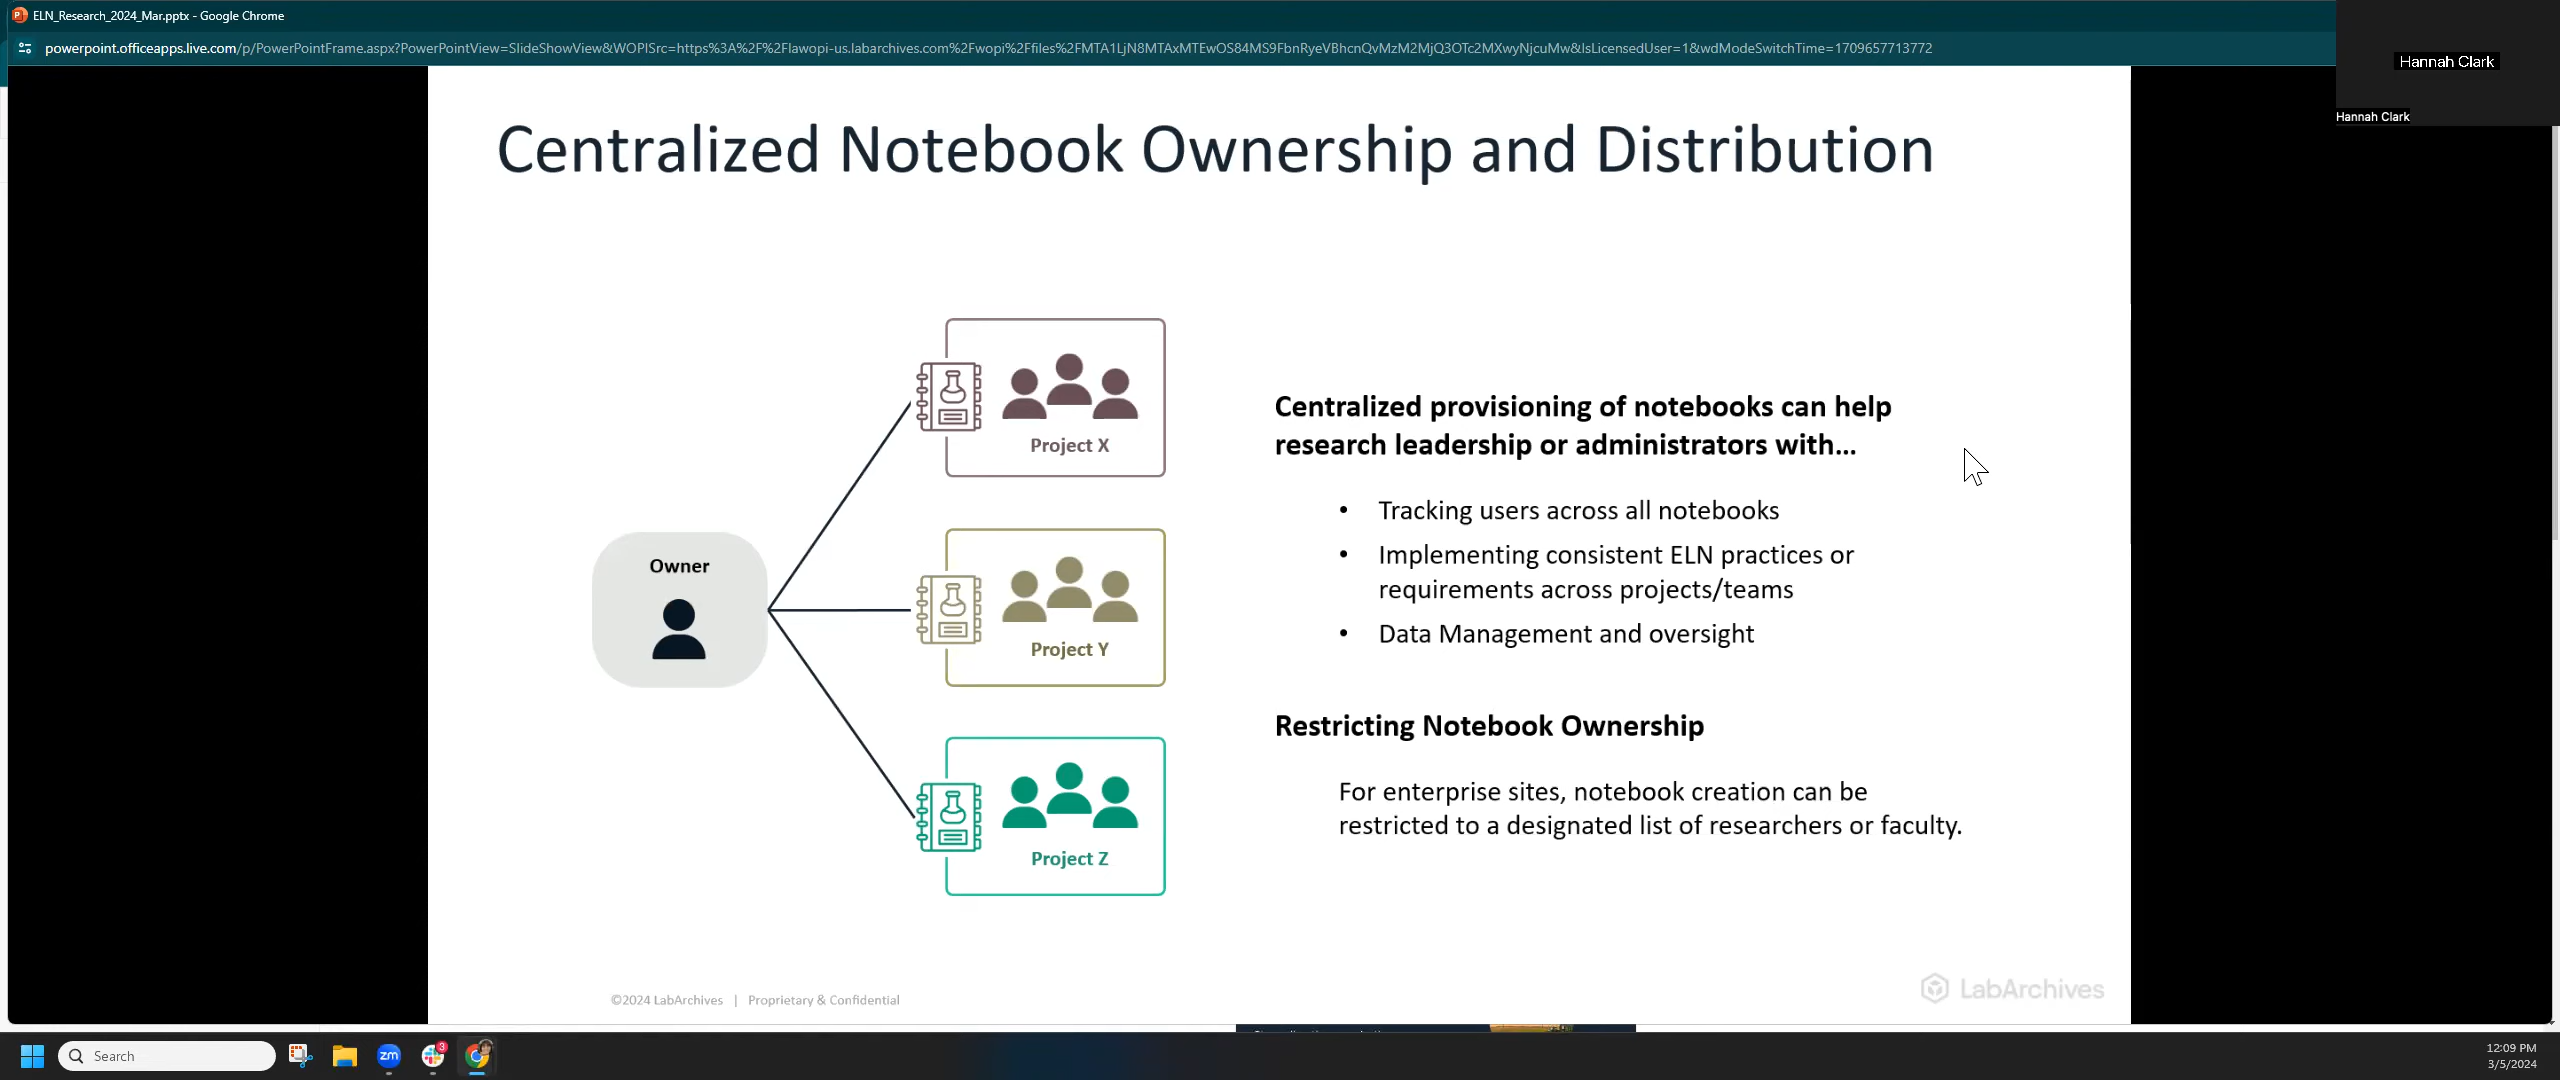 ELN_Research_2024_Mar.pptx - Google Chrome
powerpoint.officeapps.live.com/p/PowerPointFrame.aspx?PowerPointView=SlideShowView&WOPISrc=https%3A%2F%2Flawopi-us.labarchives.com%2Fwopi%2Ffiles%2FMTA1LjN8MTAxMTEwOS84MS9FbnRyeVBhcnQvMzM2MjQ3OTc2MXwyNjcuMw&IsLicensedUser=1&wdModeSwitchTime=1709657713772
Hannah Clark
Hannah Clark
Centralized Notebook Ownership and Distribution
Owner
Project X
Project Y
Project Z
Centralized provisioning of notebooks can help
research leadership or administrators with...
• Tracking users across all notebooks
• Implementing consistent ELN practices or
requirements across projects/teams
• Data Management and oversight
Restricting Notebook Ownership
For enterprise sites, notebook creation can be
restricted to a designated list of researchers or faculty.
©2024 LabArchives | Proprietary & Confidential
LabArchives
Search
zm
3
12:09 PM
3/5/2024